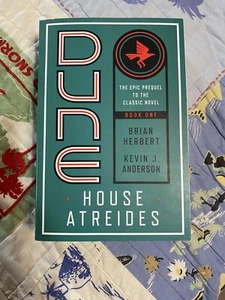 DUNE
THE EPIC PREQUEL
TO THE
CLASSIC NOVEL
BOOK ONE
BRIAN
HERBERT
KEVIN J.
ANDERSON
HOUSE
ATREIDES